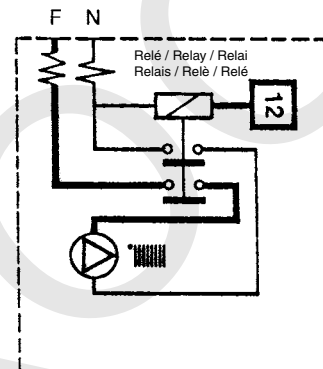 F N
Relé / Relay / Relai
Relais / Relè / Relé
12